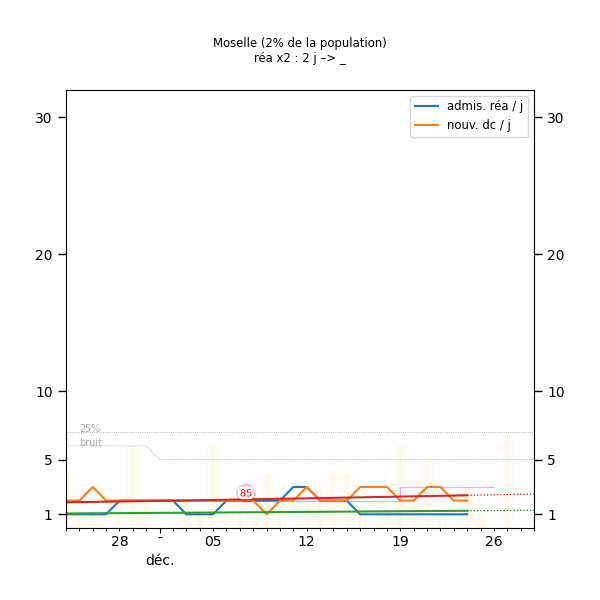 Moselle (2% de la population)
réa x2 : 2 j –> _
admis. réa / j
nouv. dc / j
30 30
20 20
10 10
25%
bruit
5 5
85
1 1
28 - 05 12 19 26
déc.